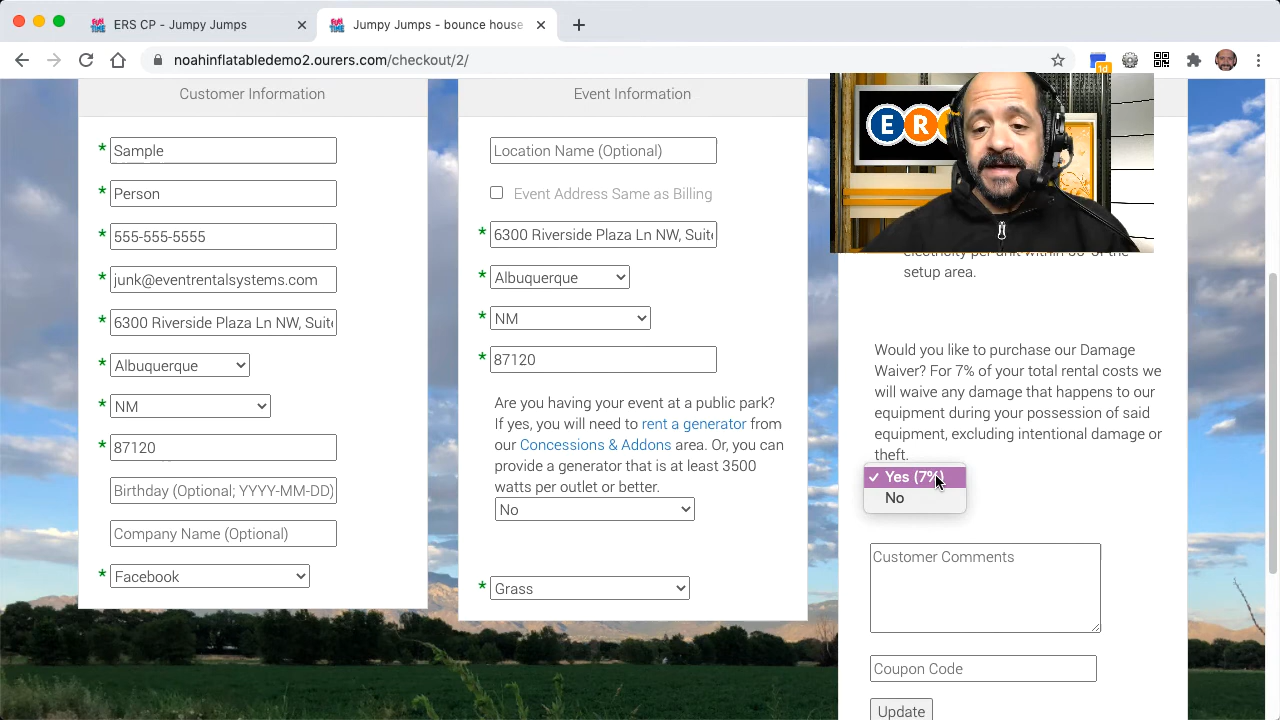 ERS CP - Jumpy Jumps
Jumpy Jumps - bounce house
noahinflatabledemo2.ourers.com/checkout/2/
1d
Customer Information
* Sample
* Person
* 555-555-5555
* junk@eventrentalsystems.com
* 6300 Riverside Plaza Ln NW, Suite
* Albuquerque
* NM
* 87120
Birthday (Optional; YYYY-MM-DD)
Company Name (Optional)
* Facebook
Event Information
Location Name (Optional)
Event Address Same as Billing
* 6300 Riverside Plaza Ln NW, Suite
* Albuquerque
* NM
* 87120
Are you having your event at a public park?
If yes, you will need to rent a generator from
our Concessions & Addons area. Or, you can
provide a generator that is at least 3500
watts per outlet or better.
No
* Grass
ER
setup area.
Would you like to purchase our Damage
Waiver? For 7% of your total rental costs we
will waive any damage that happens to our
equipment during your possession of said
equipment, excluding intentional damage or
theft.
✓ Yes (7%)
No
Customer Comments
Coupon Code
Update